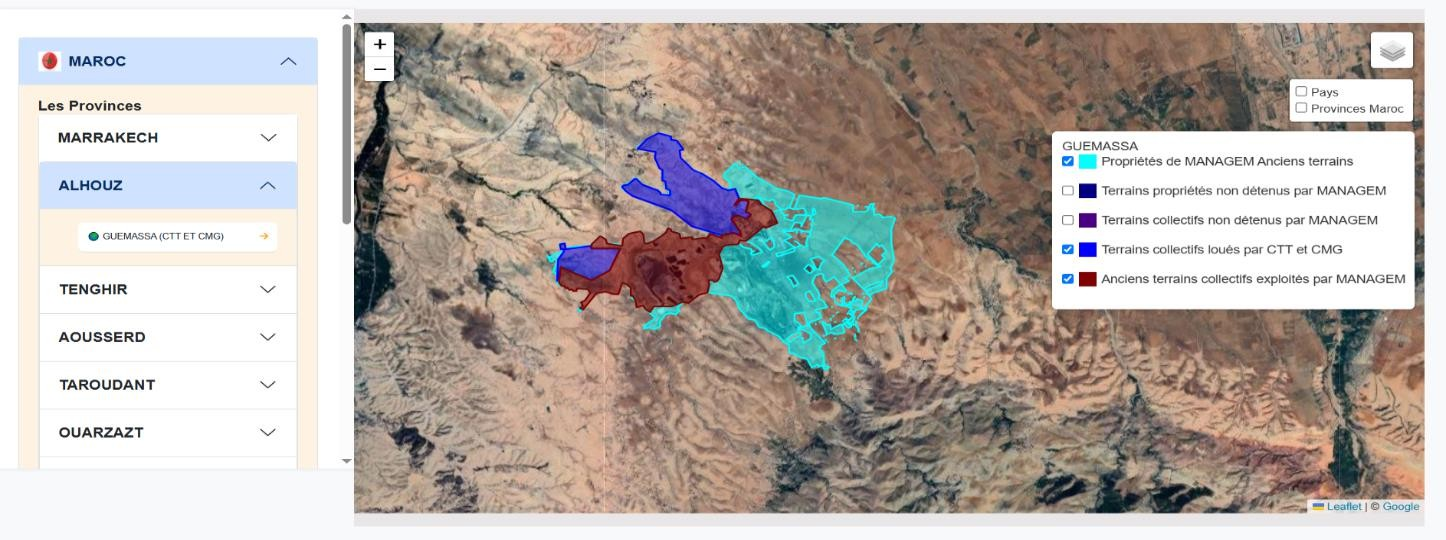 MAROC
Les Provinces
MARRAKECH
ALHOUZ
GUEMASSA (CTT ET CMG)
TENGHIR
AOUSSERD
TAROUDANT
OUARZAZT
+
−
Pays
Provinces Maroc
GUEMASSA
Propriétés de MANAGEM Anciens terrains
Terrains propriétés non détenus par MANAGEM
Terrains collectifs non détenus par MANAGEM
Terrains collectifs loués par CTT et CMG
Anciens terrains collectifs exploités par MANAGEM
Leaflet | © Google